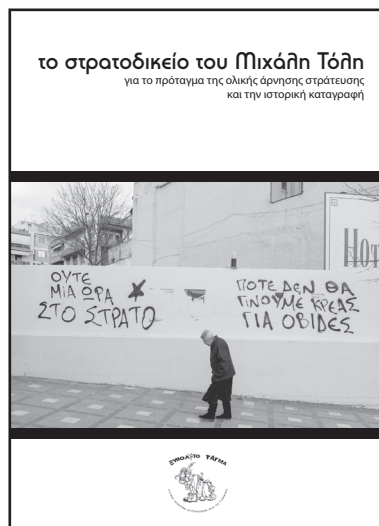 το στρατοδικείο του Μιχάλη Τόλη
για το πρόταγμα της ολικής άρνησης στράτευσης
και την ιστορική καταγραφή
ΟΥΤΕ
ΜΙΑ ΩΡΑ
ΣΤΟ ΣΤΡΑΤΟ
ΠΟΤΕ ΔΕΝ ΘΑ
ΓΙΝΟΥΜΕ ΚΡΕΑΣ
ΓΙΑ ΟΒΙΔΕΣ
ΞΥΠΟΛΥΤΟ ΤΑΓΜΑ